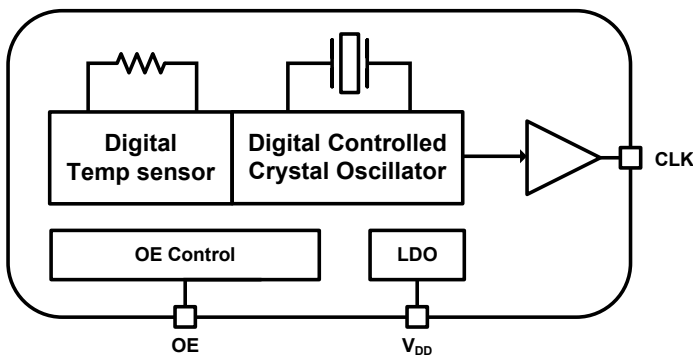 Digital
Temp sensor
Digital Controlled
Crystal Oscillator
CLK
OE Control
LDO
OE
VDD